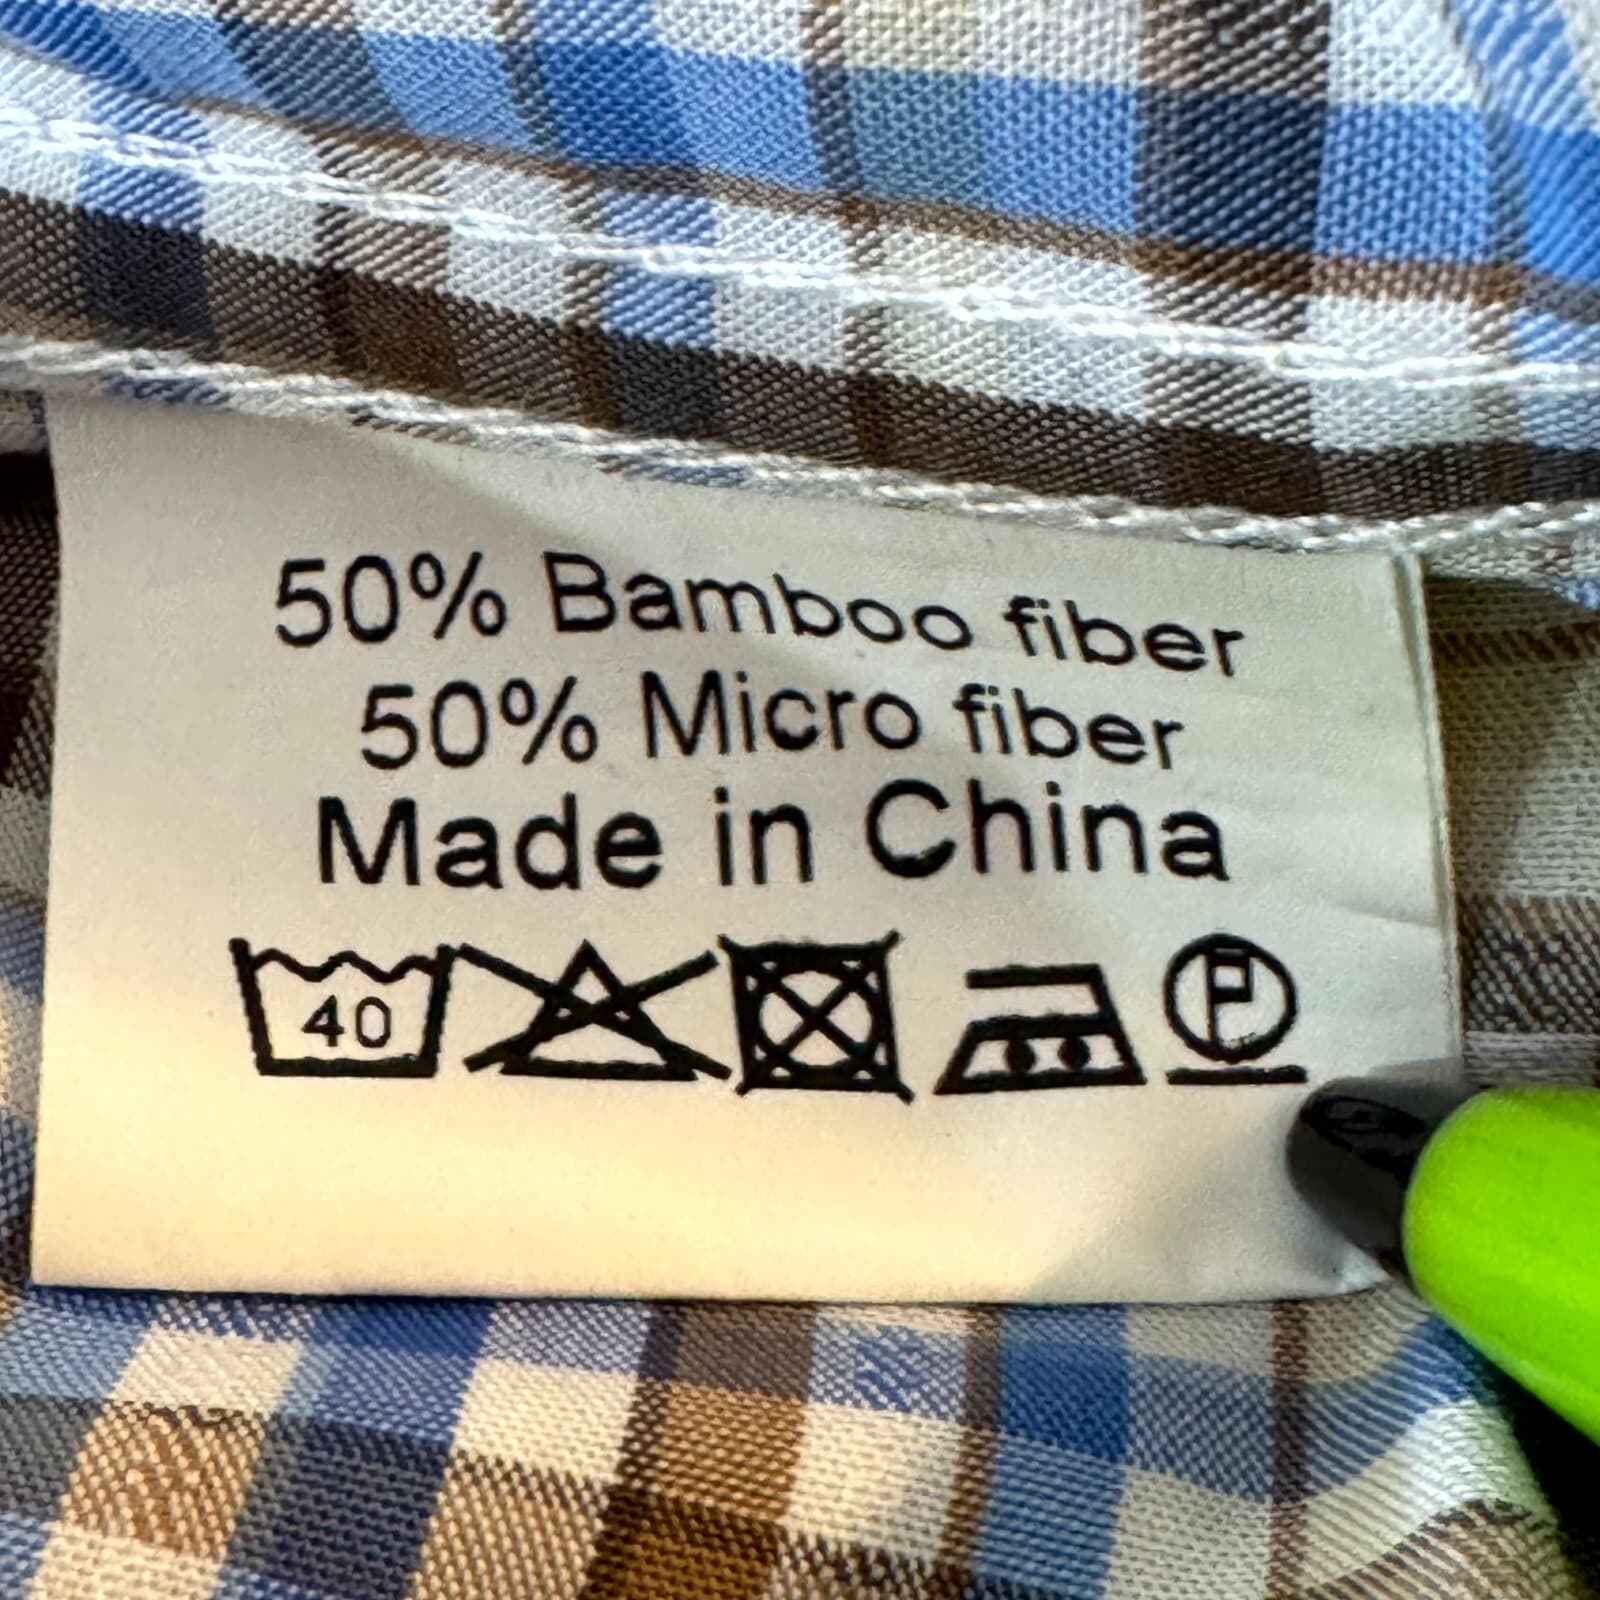 50% Bamboo fiber
50% Micro fiber
Made in China
40 P